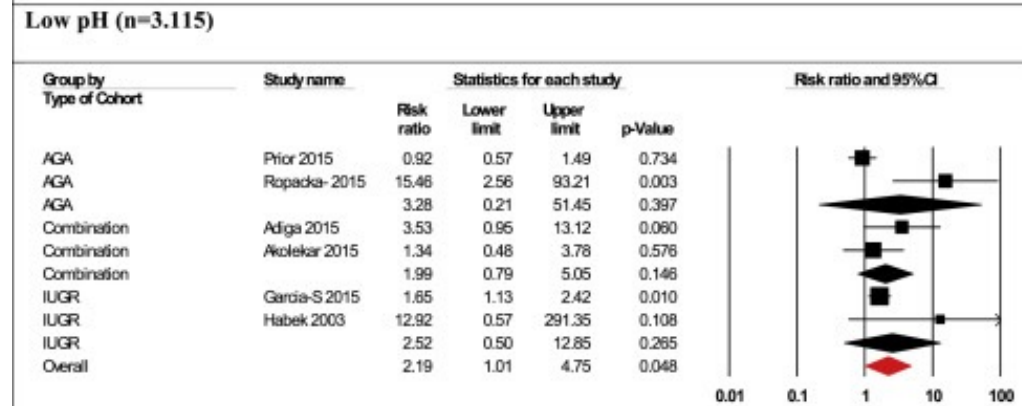 Low pH (n=3.115)
Group by Study name Statistics for each study Risk ratio and 95%CI
Type of Cohort
Risk Lower Upper
ratio limit limit p-Value
AGA Prior 2015 0.92 0.57 1.49 0.734
AGA Ropacka- 2015 15.46 2.56 93.21 0.003
AGA 3.28 0.21 51.45 0.397
Combination Adiga 2015 3.53 0.95 13.12 0.060
Combination Akolekar 2015 1.34 0.48 3.78 0.576
Combination 1.99 0.79 5.05 0.146
IUGR Garcia-S 2015 1.65 1.13 2.42 0.010
IUGR Habek 2003 12.92 0.57 291.35 0.108
IUGR 2.52 0.50 12.85 0.265
Overall 2.19 1.01 4.75 0.048
0.01 0.1 1 10 100